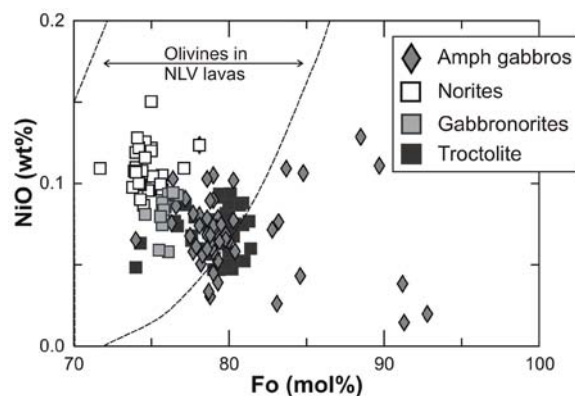 0.2
Olivines in
NLV lavas
Amph gabbros
Norites
Gabbronorites
Troctolite
NiO (wt%)
0.1
0.0
70
80
90
100
Fo (mol%)